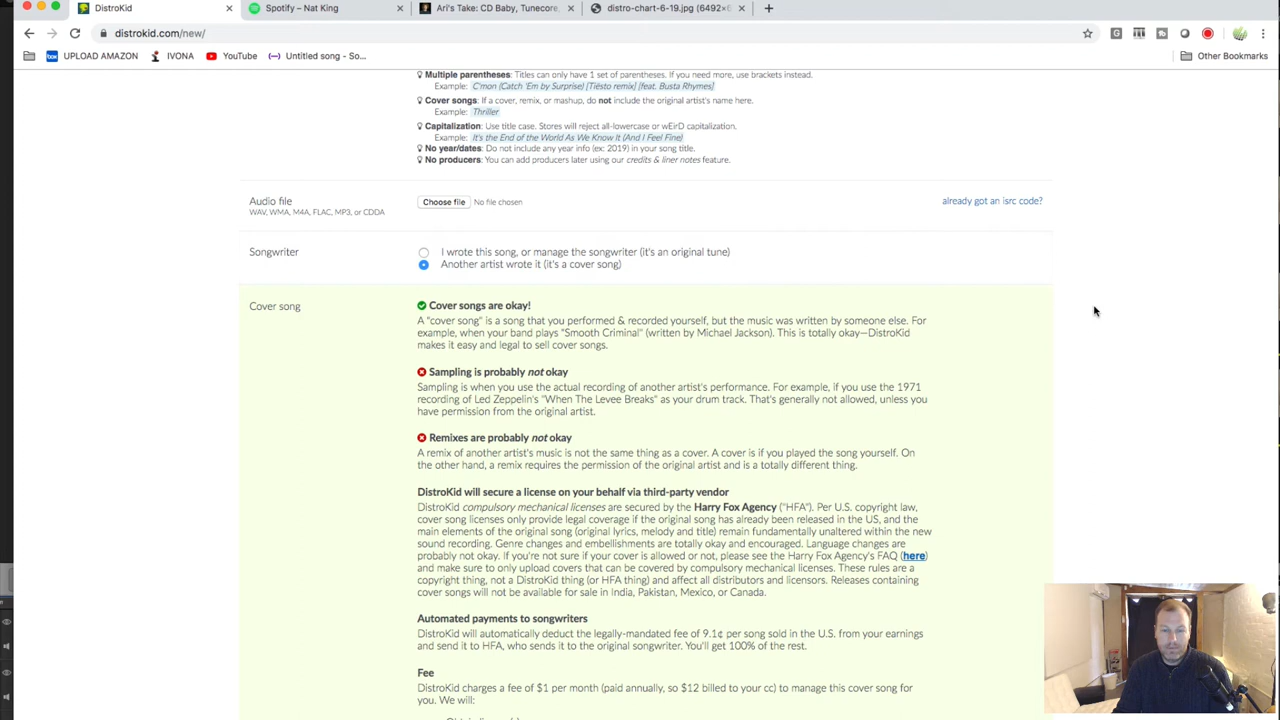 DistroKid
Spotify – Nat King
Ari's Take: CD Baby, Tunecore,
distro-chart-6-19.jpg (6492×6
distrokid.com/new/
UPLOAD AMAZON
IVONA
YouTube
Untitled song - So...
Other Bookmarks
Multiple parentheses: Titles can only have 1 set of parentheses. If you need more, use brackets instead.
Example: C'mon (Catch 'Em by Surprise) [Tiësto remix] [feat. Busta Rhymes]
Cover songs: If a cover, remix, or mashup, do not include the original artist's name here.
Example: Thriller
Capitalization: Use title case. Stores will reject all-lowercase or wEirD capitalization.
Example: It's the End of the World As We Know It (And I Feel Fine)
No year/dates: Do not include any year info (ex: 2019) in your song title.
No producers: You can add producers later using our credits & liner notes feature.
Audio file
WAV, WMA, M4A, FLAC, MP3, or CDDA
Choose file No file chosen
already got an isrc code?
Songwriter
I wrote this song, or manage the songwriter (it's an original tune)
Another artist wrote it (it's a cover song)
Cover song
Cover songs are okay!
A "cover song" is a song that you performed & recorded yourself, but the music was written by someone else. For
example, when your band plays "Smooth Criminal" (written by Michael Jackson). This is totally okay—DistroKid
makes it easy and legal to sell cover songs.
Sampling is probably not okay
Sampling is when you use the actual recording of another artist's performance. For example, if you use the 1971
recording of Led Zeppelin's "When The Levee Breaks" as your drum track. That's generally not allowed, unless you
have permission from the original artist.
Remixes are probably not okay
A remix of another artist's music is not the same thing as a cover. A cover is if you played the song yourself. On
the other hand, a remix requires the permission of the original artist and is a totally different thing.
DistroKid will secure a license on your behalf via third-party vendor
DistroKid compulsory mechanical licenses are secured by the Harry Fox Agency ("HFA"). Per U.S. copyright law,
cover song licenses only provide legal coverage if the original song has already been released in the US, and the
main elements of the original song (original lyrics, melody and title) remain fundamentally unaltered within the new
sound recording. Genre changes and embellishments are totally okay and encouraged. Language changes are
probably not okay. If you're not sure if your cover is allowed or not, please see the Harry Fox Agency's FAQ (here)
and make sure to only upload covers that can be covered by compulsory mechanical licenses. These rules are a
copyright thing, not a DistroKid thing (or HFA thing) and affect all distributors and licensors. Releases containing
cover songs will not be available for sale in India, Pakistan, Mexico, or Canada.
Automated payments to songwriters
DistroKid will automatically deduct the legally-mandated fee of 9.1¢ per song sold in the U.S. from your earnings
and send it to HFA, who sends it to the original songwriter. You'll get 100% of the rest.
Fee
DistroKid charges a fee of $1 per month (paid annually, so $12 billed to your cc) to manage this cover song for
you. We will: